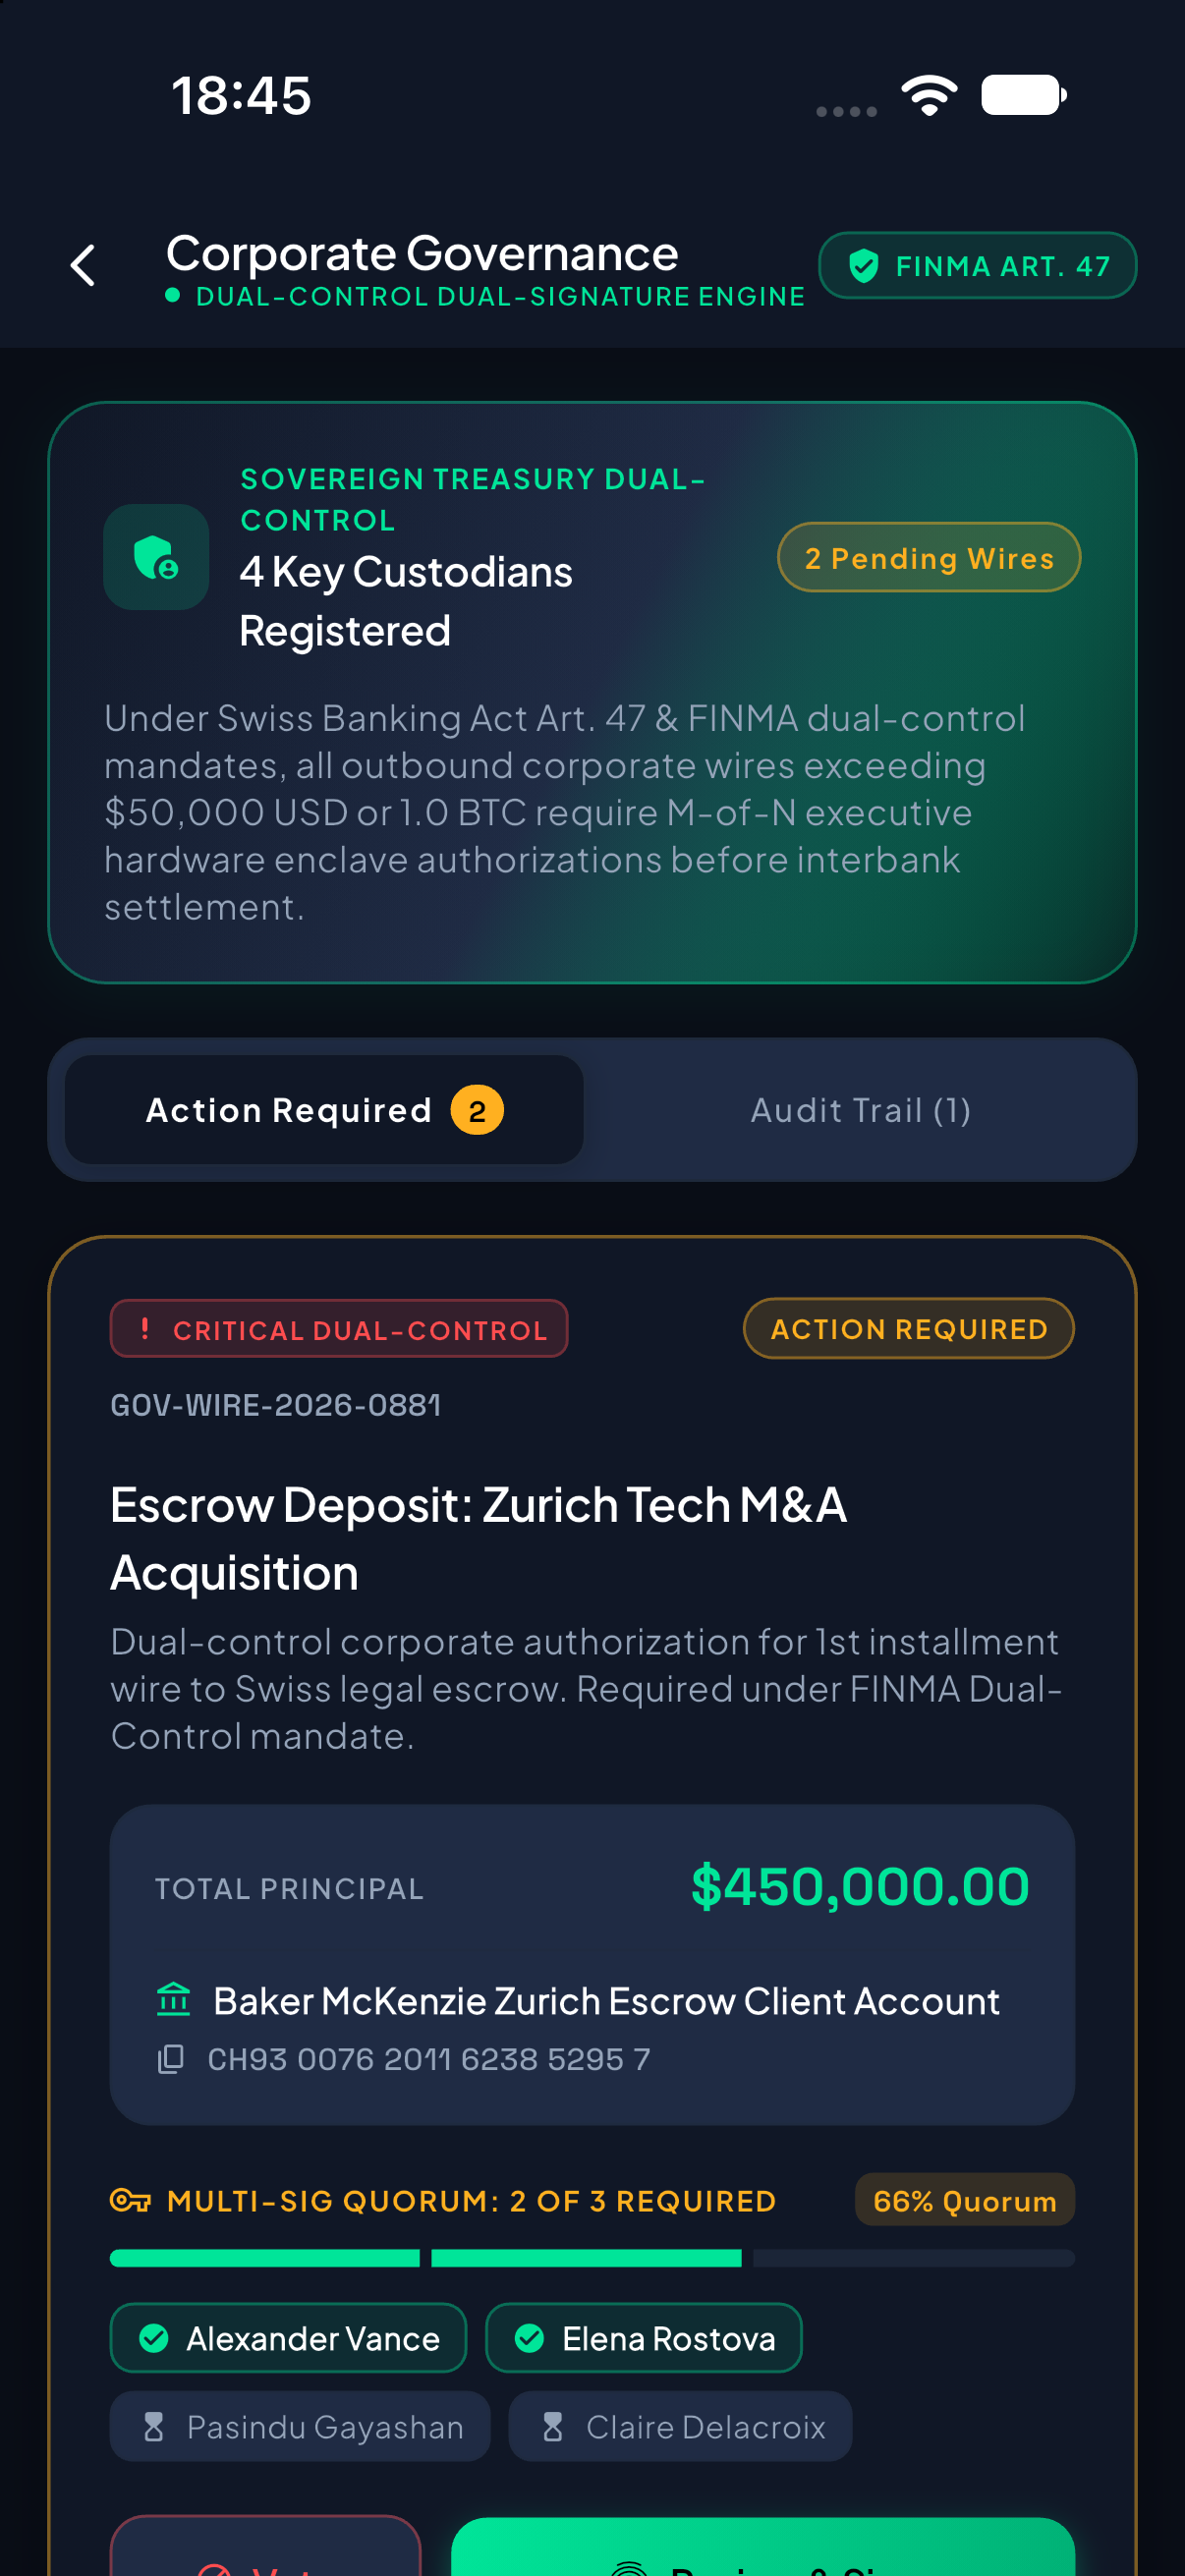 18:45
Corporate Governance
DUAL-CONTROL DUAL-SIGNATURE ENGINE
FINMA ART. 47
SOVEREIGN TREASURY DUAL-
CONTROL
4 Key Custodians
Registered
2 Pending Wires
Under Swiss Banking Act Art. 47 & FINMA dual-control
mandates, all outbound corporate wires exceeding
$50,000 USD or 1.0 BTC require M-of-N executive
hardware enclave authorizations before interbank
settlement.
Action Required 2
Audit Trail (1)
! CRITICAL DUAL-CONTROL
ACTION REQUIRED
GOV-WIRE-2026-0881
Escrow Deposit: Zurich Tech M&A
Acquisition
Dual-control corporate authorization for 1st installment
wire to Swiss legal escrow. Required under FINMA Dual-
Control mandate.
TOTAL PRINCIPAL
$450,000.00
Baker McKenzie Zurich Escrow Client Account
CH93 0076 2011 6238 5295 7
MULTI-SIG QUORUM: 2 OF 3 REQUIRED
66% Quorum
Alexander Vance
Elena Rostova
Pasindu Gayashan
Claire Delacroix